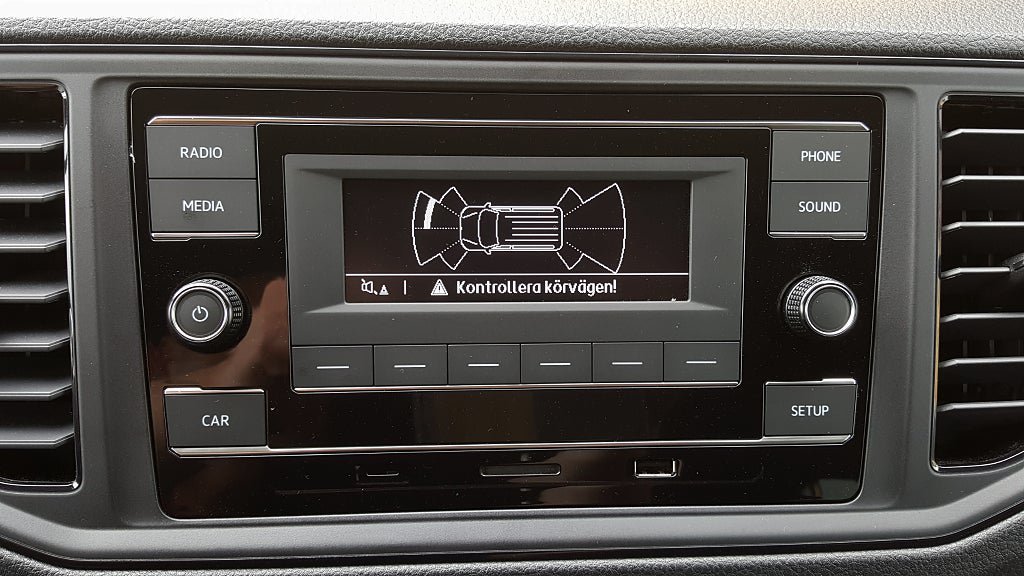 RADIO
PHONE
MEDIA
SOUND
Kontrollera körvägen!
CAR
SETUP